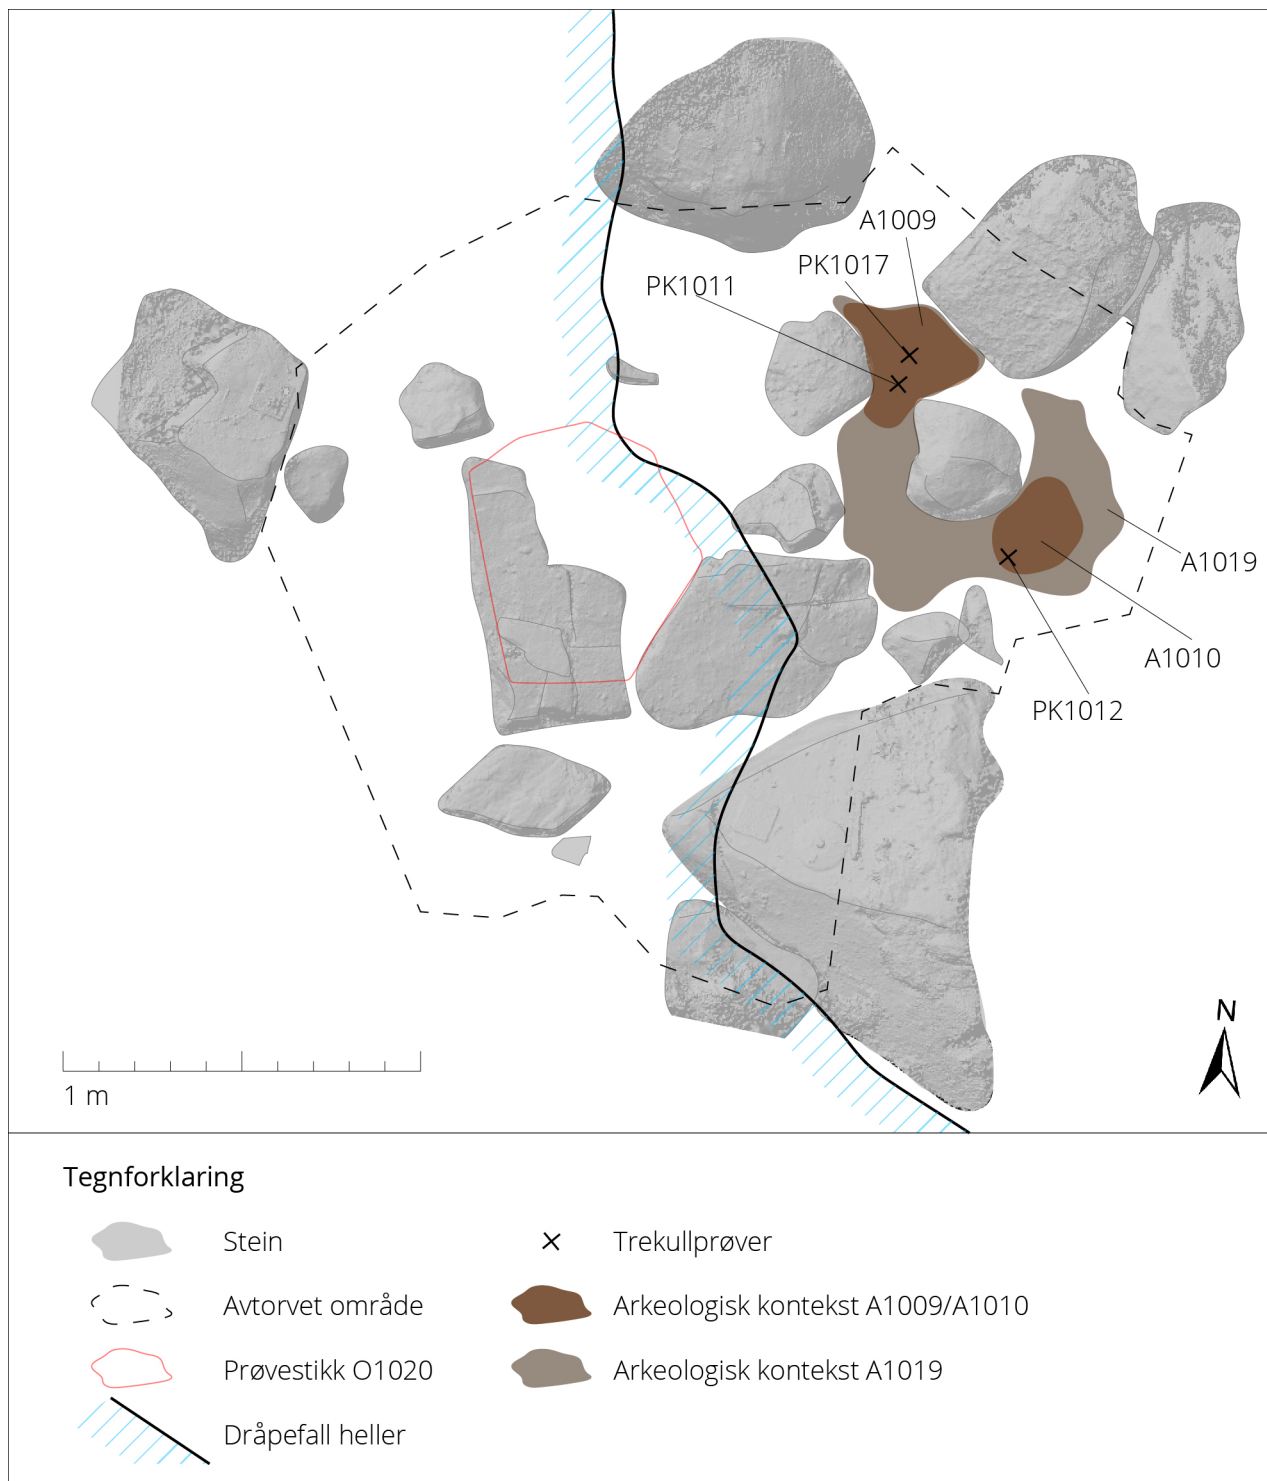 A1009
PK1017
PK1011
A1019
A1010
PK1012
N
1 m
Tegnforklaring
Stein
Trekullprøver
Avtorvet område
Arkeologisk kontekst A1009/A1010
Prøvestikk O1020
Arkeologisk kontekst A1019
Dråpefall heller